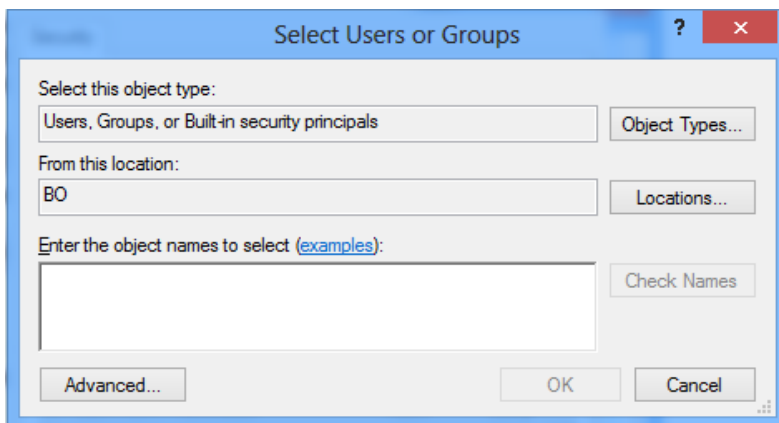 Security
Select Users or Groups
?
Select this object type:
Users, Groups, or Built-in security principals
Object Types...
From this location:
BO
Locations...
Enter the object names to select (examples):
Check Names
Advanced...
OK
Cancel